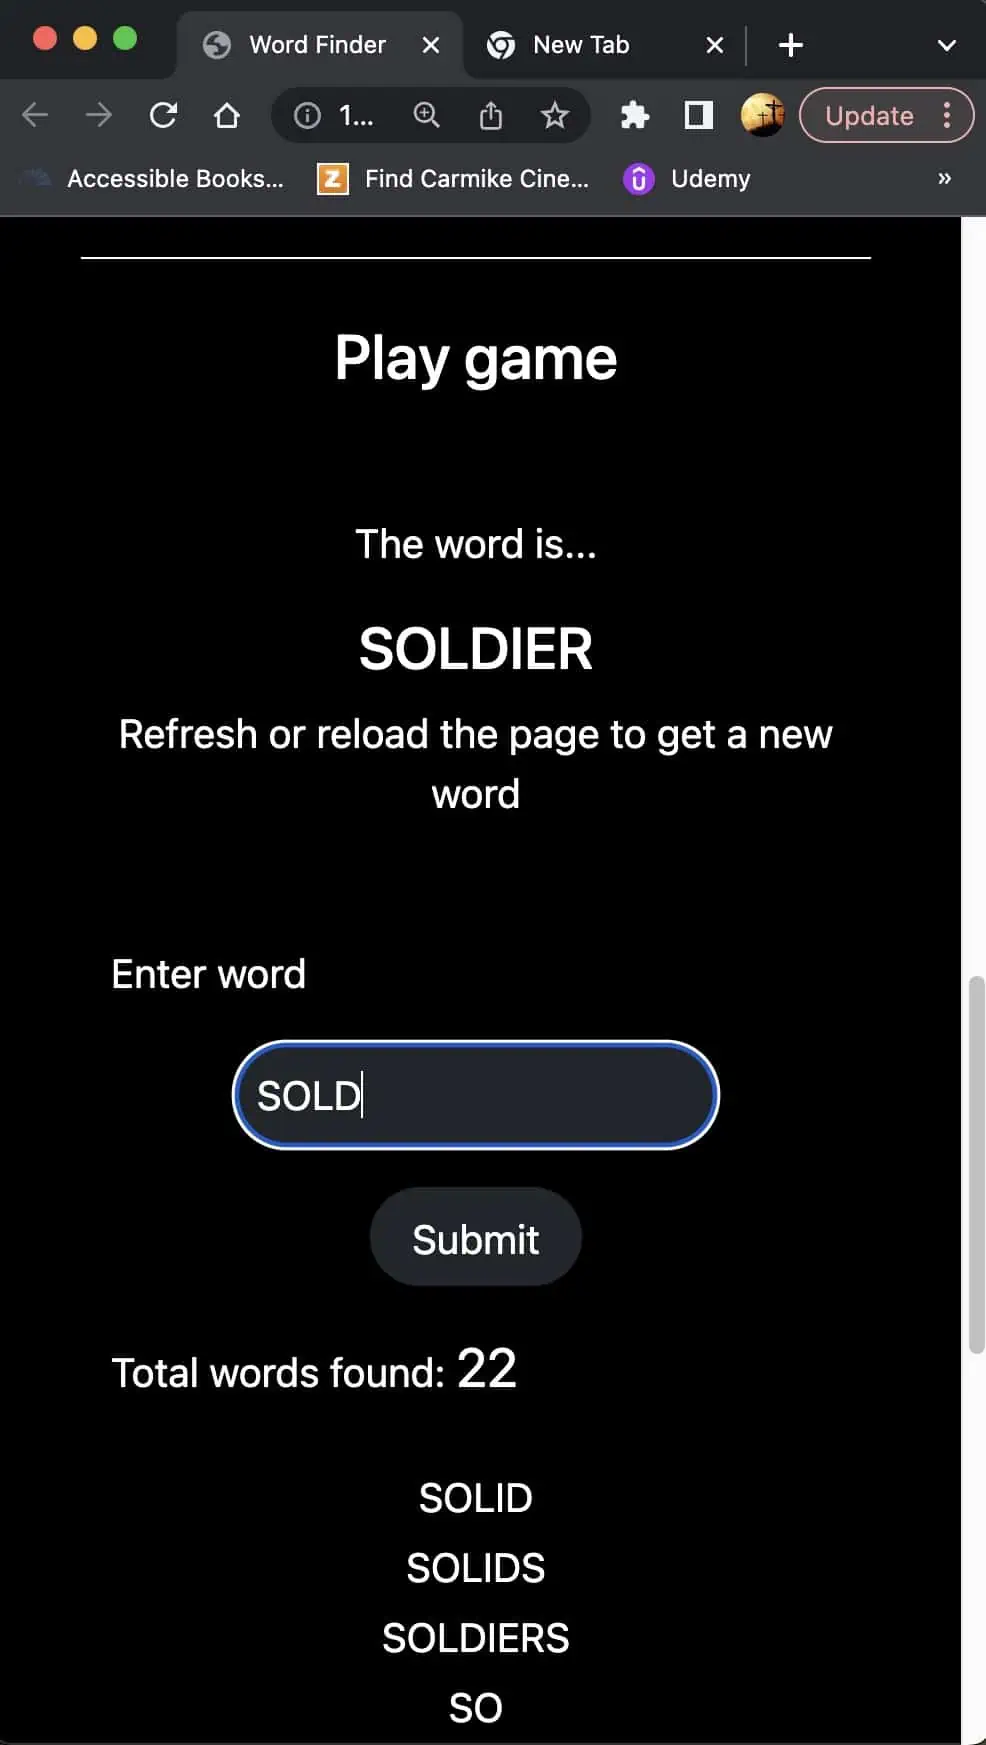 Word Finder
New Tab
1...
Update
Accessible Books...
Z Find Carmike Cine...
Udemy
Play game
The word is...
SOLDIER
Refresh or reload the page to get a new
word
Enter word
SOLD
Submit
Total words found: 22
SOLID
SOLIDS
SOLDIERS
SO